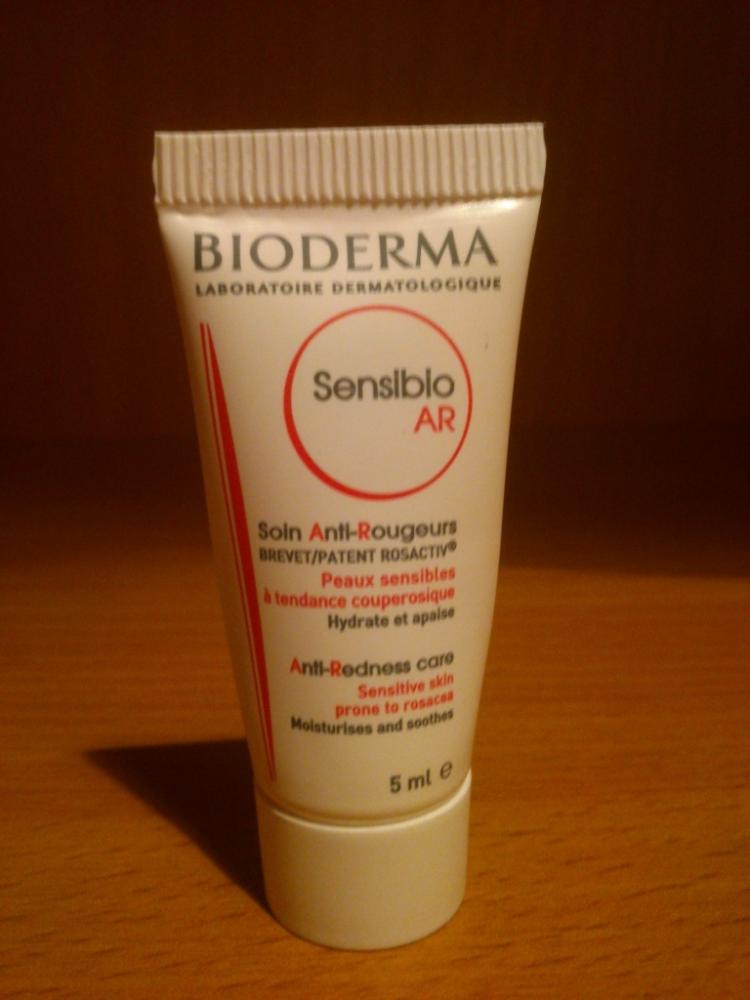 BIODERMA
LABORATOIRE DERMATOLOGIQUE
Sensibio
AR
Soin Anti-Rougeurs
BREVET/PATENT ROSACTIV®
Peaux sensibles
à tendance couperosique
Hydrate et apaise
Anti-Redness care
Sensitive skin
prone to rosacea
Moisturises and soothes
5 ml ℮